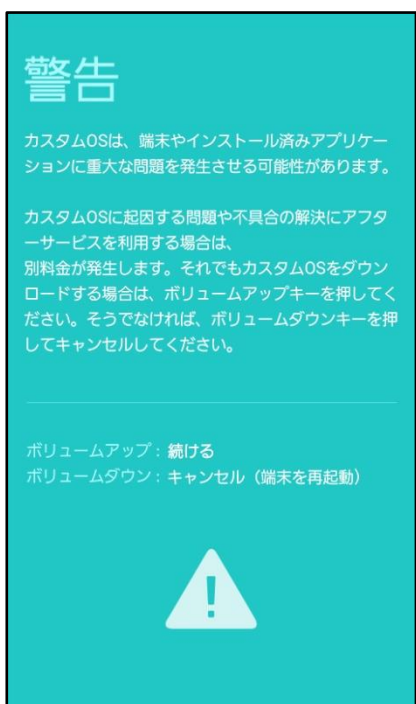 警告
カスタムOSは、端末やインストール済みアプリケー
ションに重大な問題を発生させる可能性があります。
カスタムOSに起因する問題や不具合の解決にアフタ
ーサービスを利用する場合は、
別料金が発生します。それでもカスタムOSをダウン
ロードする場合は、ボリュームアップキーを押してく
ださい。そうでなければ、ボリュームダウンキーを押
してキャンセルしてください。
ボリュームアップ : 続ける
ボリュームダウン : キャンセル（端末を再起動）